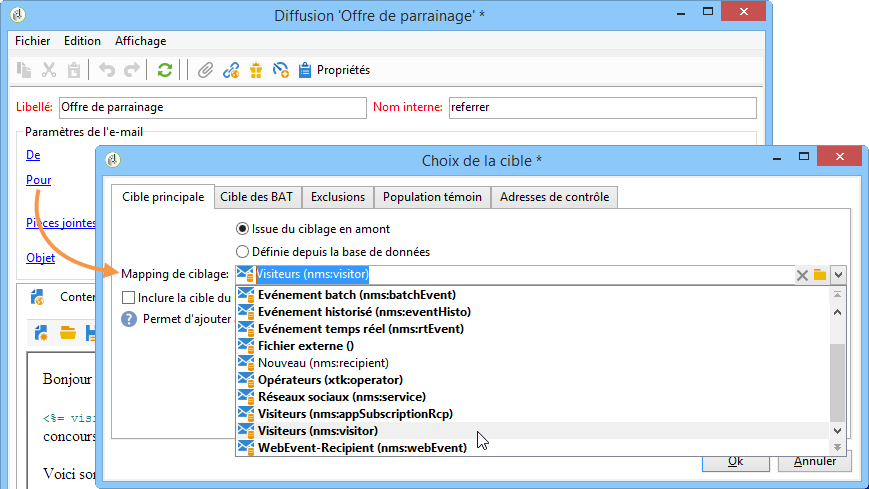 Diffusion 'Offre de parrainage' *
Fichier Edition Affichage
Propriétés
Libellé: Offre de parrainage Nom interne: referrer
Paramètres de l'e-mail
De
Pour
Pièces jointes
Objet
Choix de la cible *
Cible principale Cible des BAT Exclusions Population témoin Adresses de contrôle
Issue du ciblage en amont
Définie depuis la base de données
Mapping de ciblage: Visiteurs (nms:visitor)
Inclure la cible du
Permet d'ajouter
Evénement batch (nms:batchEvent)
Evénement historisé (nms:eventHisto)
Evénement temps réel (nms:rtEvent)
Fichier externe ()
Nouveau (nms:recipient)
Opérateurs (xtk:operator)
Réseaux sociaux (nms:service)
Visiteurs (nms:appSubscriptionRcp)
Visiteurs (nms:visitor)
WebEvent-Recipient (nms:webEvent)
Ok Annuler
Conten
Bonjour
<%= visi
concours
Voici son